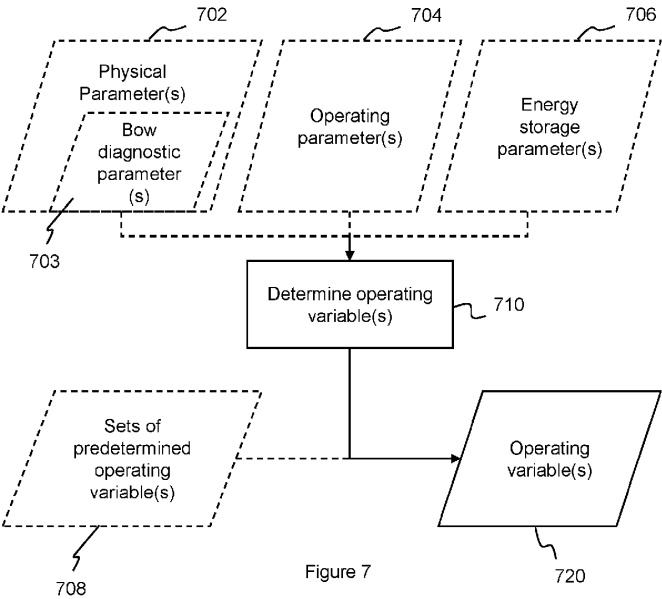 702
704
706
Physical
Parameter(s)
Bow
diagnostic
parameter
(s)
Operating
parameter(s)
Energy
storage
parameter(s)
703
Determine operating
variable(s)
710
Sets of
predetermined
operating
variable(s)
Operating
variable(s)
708
Figure 7
720